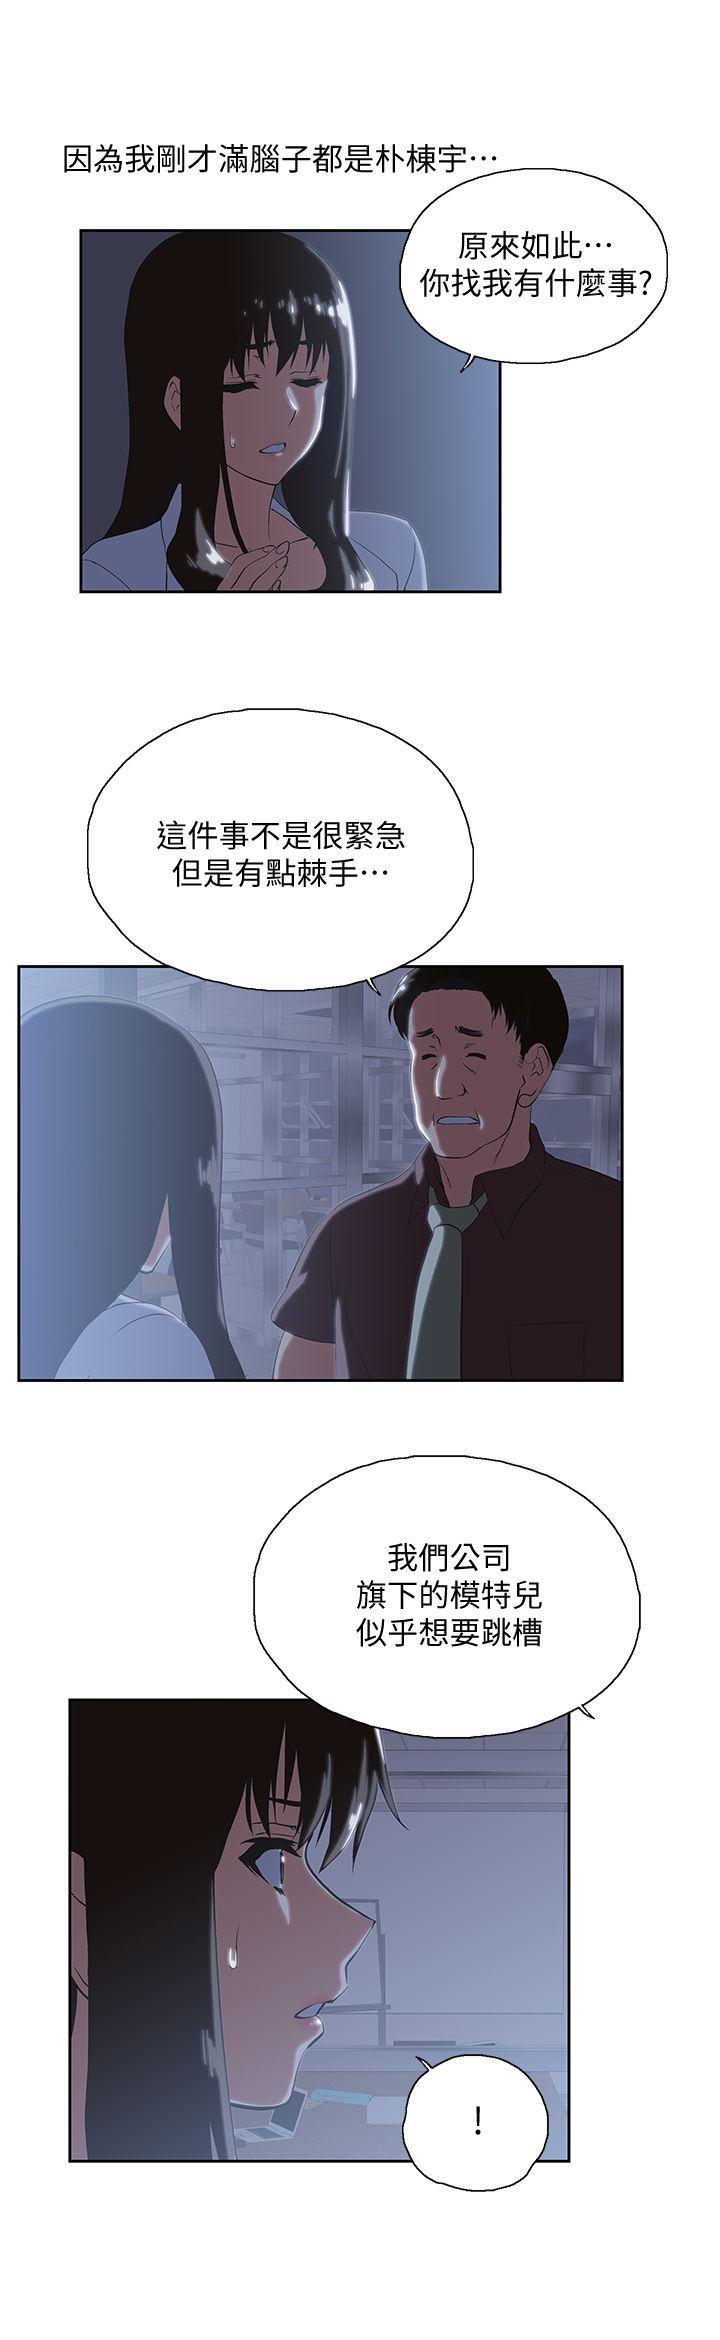 因為我剛才滿腦子都是朴棟宇⋯
原來如此⋯
你找我有什麼事?
這件事不是很緊急
但是有點棘手⋯
我們公司
旗下的模特兒
似乎想要跳槽
!